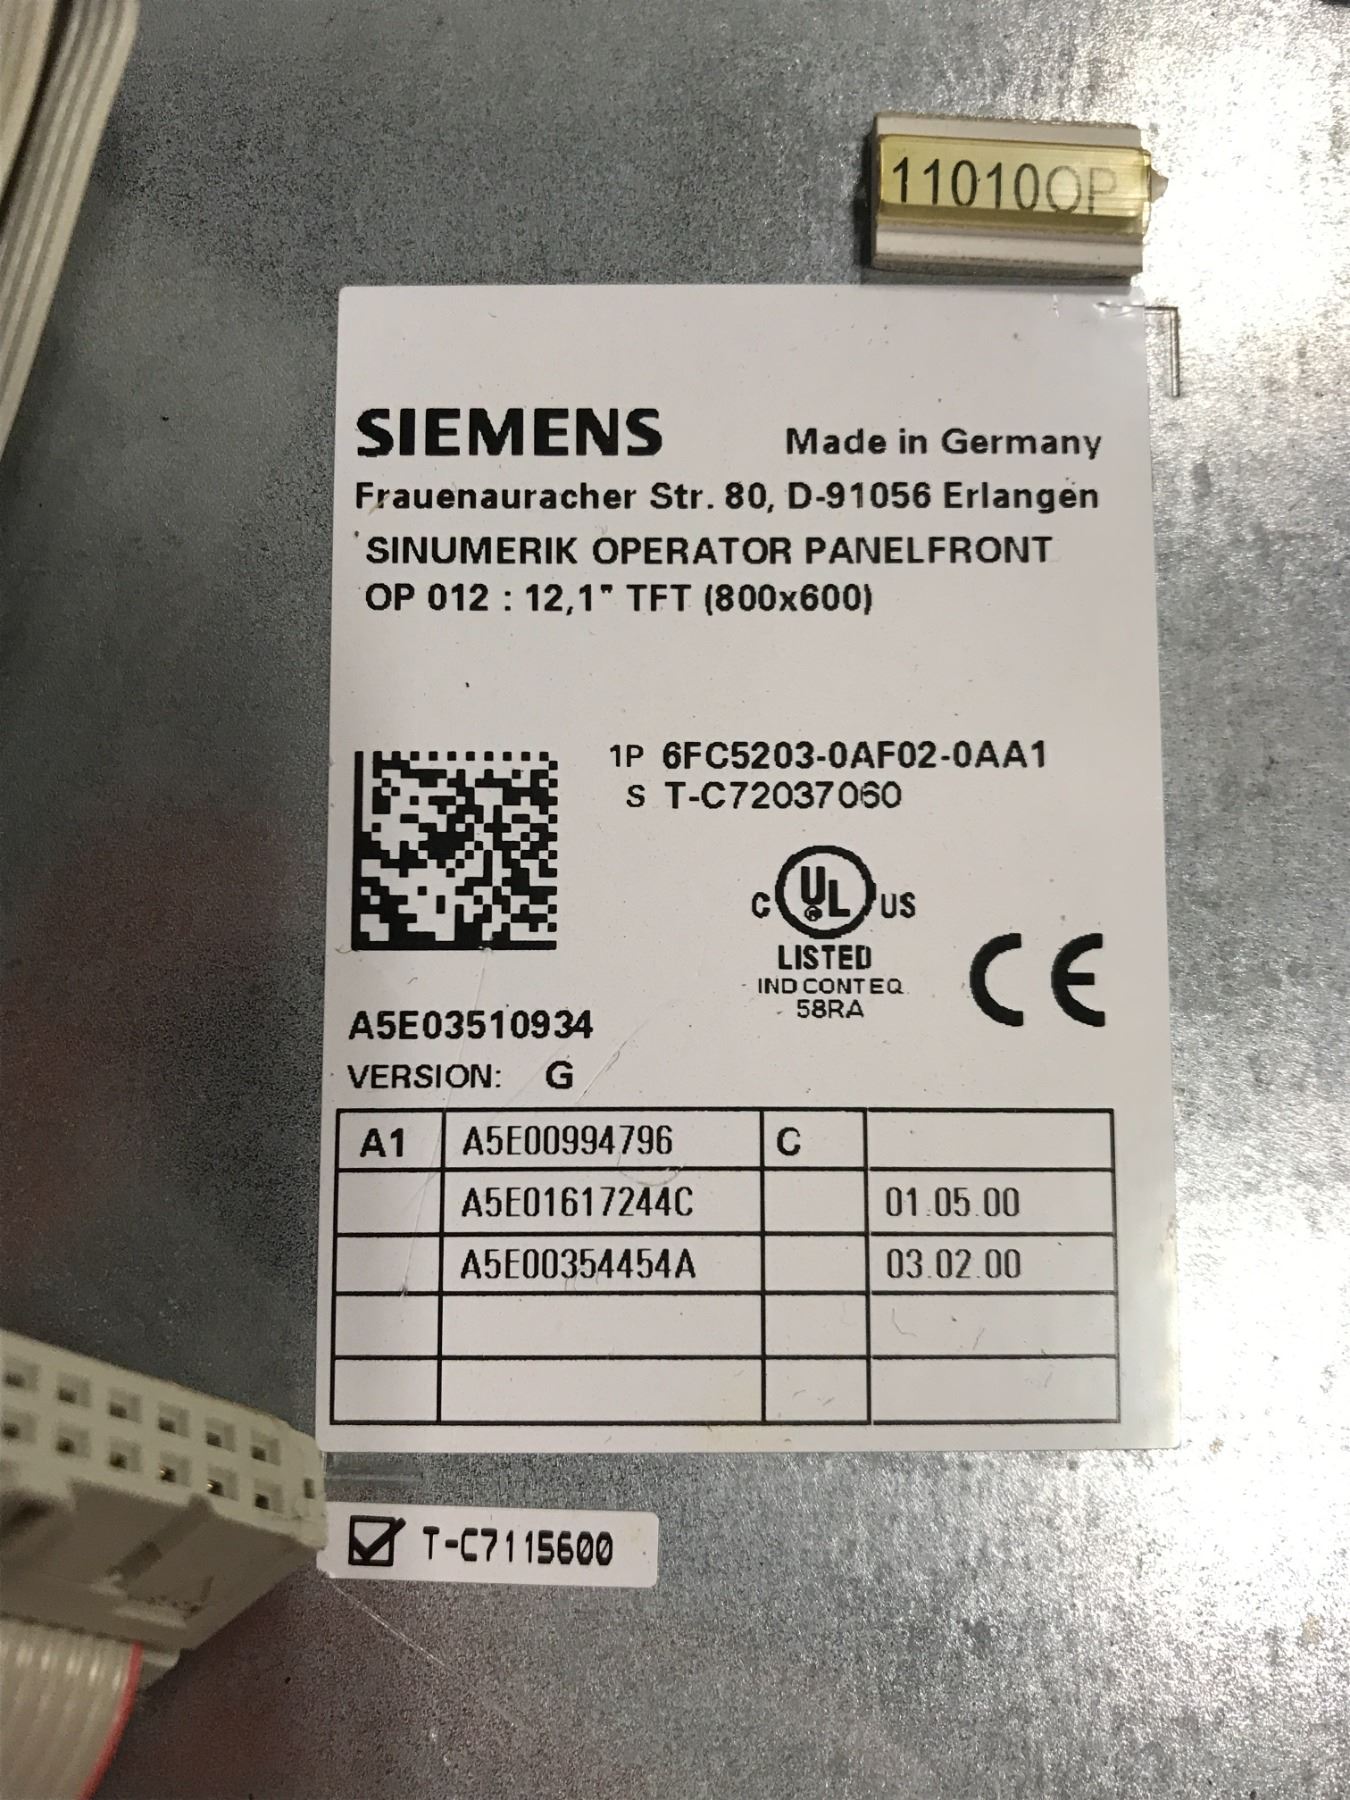 11010OP
SIEMENS Made in Germany
Frauenauracher Str. 80, D-91056 Erlangen
SINUMERIK OPERATOR PANELFRONT
OP 012 : 12,1" TFT (800x600)
1P 6FC5203-0AF02-0AA1
S T-C72037060
C UL US
LISTED
IND CONT EQ.
58RA
CE
A5E03510934
VERSION: G
A1 A5E00994796 C
A5E01617244C 01.05.00
A5E00354454A 03.02.00
T-C7115600